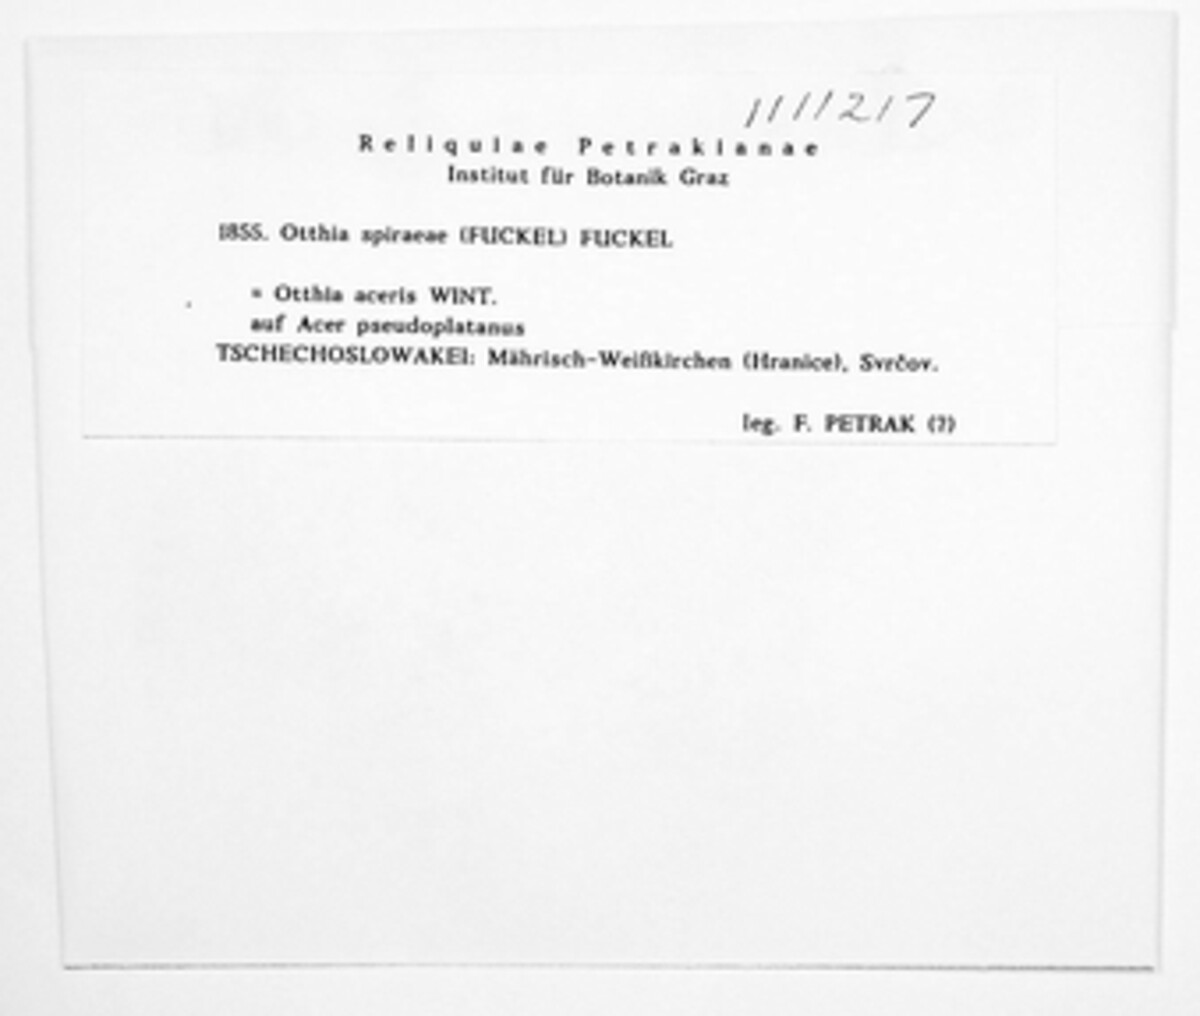 1111217
Reliquiae Petrakianae
Institut für Botanik Graz
1855. Otthia spiraeae (FUCKEL) FUCKEL
= Otthia aceris WINT.
auf Acer pseudoplatanus
TSCHECHOSLOWAKEI: Mährisch-Weißkirchen (Hranice), Svrčov.
leg. F. PETRAK (?)